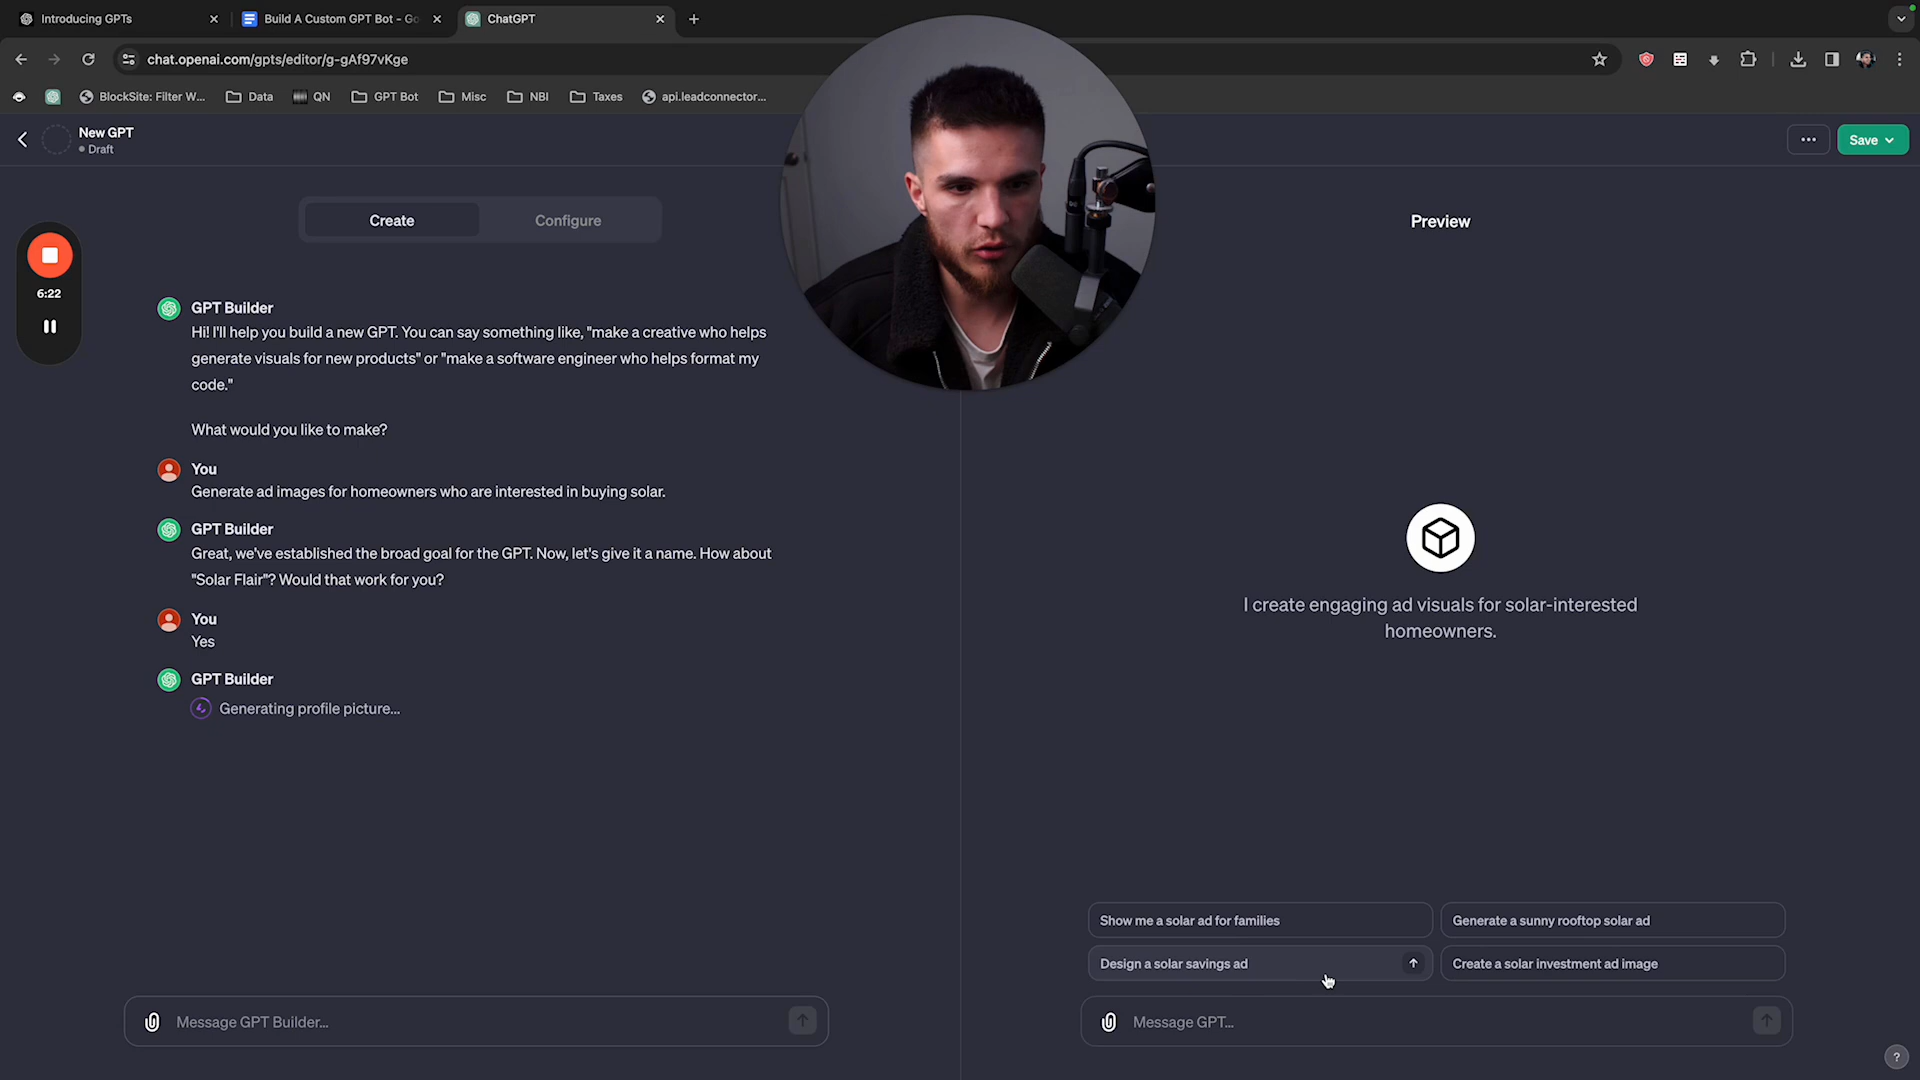 Introducing GPTs
Build A Custom GPT Bot - Go
ChatGPT
chat.openai.com/gpts/editor/g-gAf97vKge
BlockSite: Filter W...
Data
QN
GPT Bot
Misc
NBI
Taxes
api.leadconnector...
New GPT
Draft
Save
Create
Configure
Preview
6:22
GPT Builder
Hi! I'll help you build a new GPT. You can say something like, "make a creative who helps
generate visuals for new products" or "make a software engineer who helps format my
code."
What would you like to make?
You
Generate ad images for homeowners who are interested in buying solar.
GPT Builder
Great, we've established the broad goal for the GPT. Now, let's give it a name. How about
"Solar Flair"? Would that work for you?
You
Yes
GPT Builder
Generating profile picture...
Message GPT Builder...
I create engaging ad visuals for solar-interested
homeowners.
Show me a solar ad for families
Generate a sunny rooftop solar ad
Design a solar savings ad
Create a solar investment ad image
Message GPT...
?